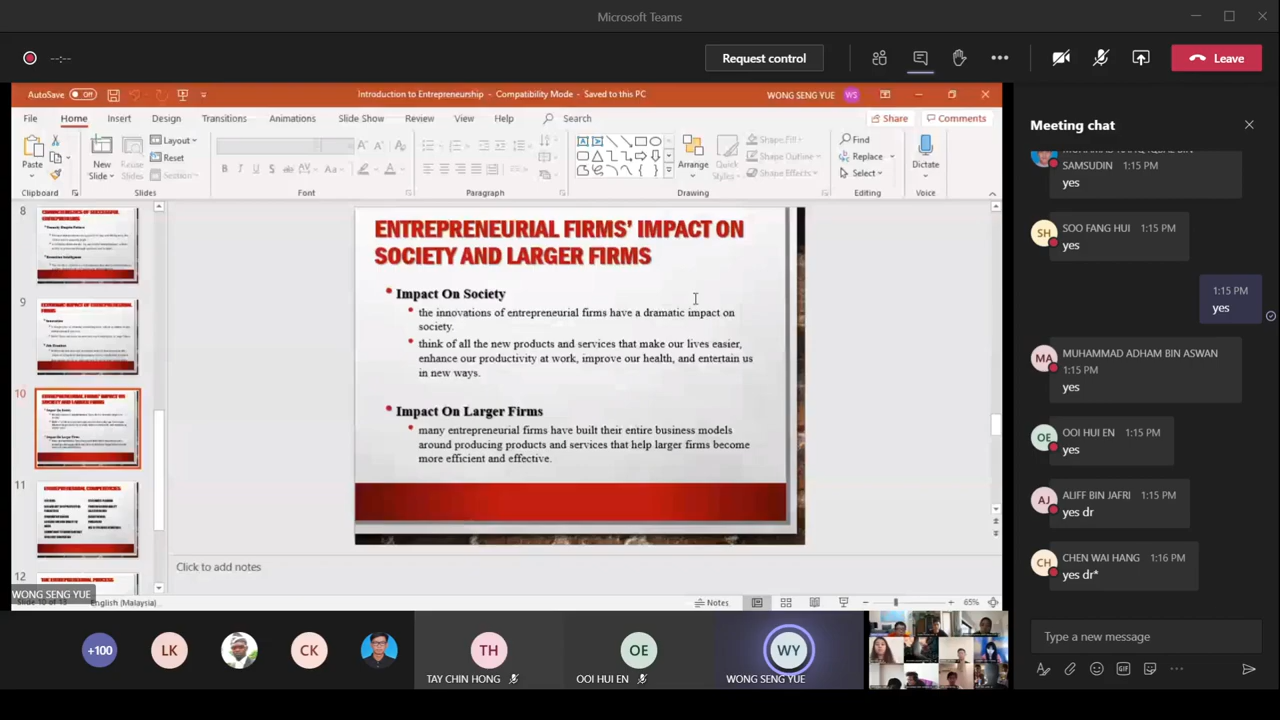 Microsoft Teams
--:--
Request control
Leave
AutoSave
Off
Introduction to Entrepreneurship - Compatibility Mode - Saved to this PC
WONG SENG YUE
WS
File
Home
Insert
Design
Transitions
Animations
Slide Show
Review
View
Help
Search
Share
Comments
Paste
New
Slide
Reuse
Slides
Layout
Reset
Section
Arrange
Quick
Styles
Shape Fill
Shape Outline
Shape Effects
Find
Replace
Select
Dictate
Clipboard
Slides
Font
Paragraph
Drawing
Editing
Voice
8
9
10
11
ENTREPRENEURIAL COMPETENCIES
12
THE ENTREPRENEURIAL PROCESS
ENTREPRENEURIAL FIRMS' IMPACT ON
SOCIETY AND LARGER FIRMS
Impact On Society
the innovations of entrepreneurial firms have a dramatic impact on
society.
think of all the new products and services that make our lives easier,
enhance our productivity at work, improve our health, and entertain us
in new ways.
Impact On Larger Firms
many entrepreneurial firms have built their entire business models
around producing products and services that help larger firms become
more efficient and effective.
Click to add notes
WONG SENG YUE
English (Malaysia)
Notes
65%
+100
LK
CK
TH
TAY CHIN HONG
OE
OOI HUI EN
WY
WONG SENG YUE
Meeting chat
SAMSUDIN 1:15 PM
yes
SH
SOO FANG HUI 1:15 PM
yes
1:15 PM
yes
MA
MUHAMMAD ADHAM BIN ASWAN
1:15 PM
yes
OE
OOI HUI EN 1:15 PM
yes
AJ
ALIFF BIN JAFRI 1:15 PM
yes dr
CH
CHEN WAI HANG 1:16 PM
yes dr*
Type a new message
GIF